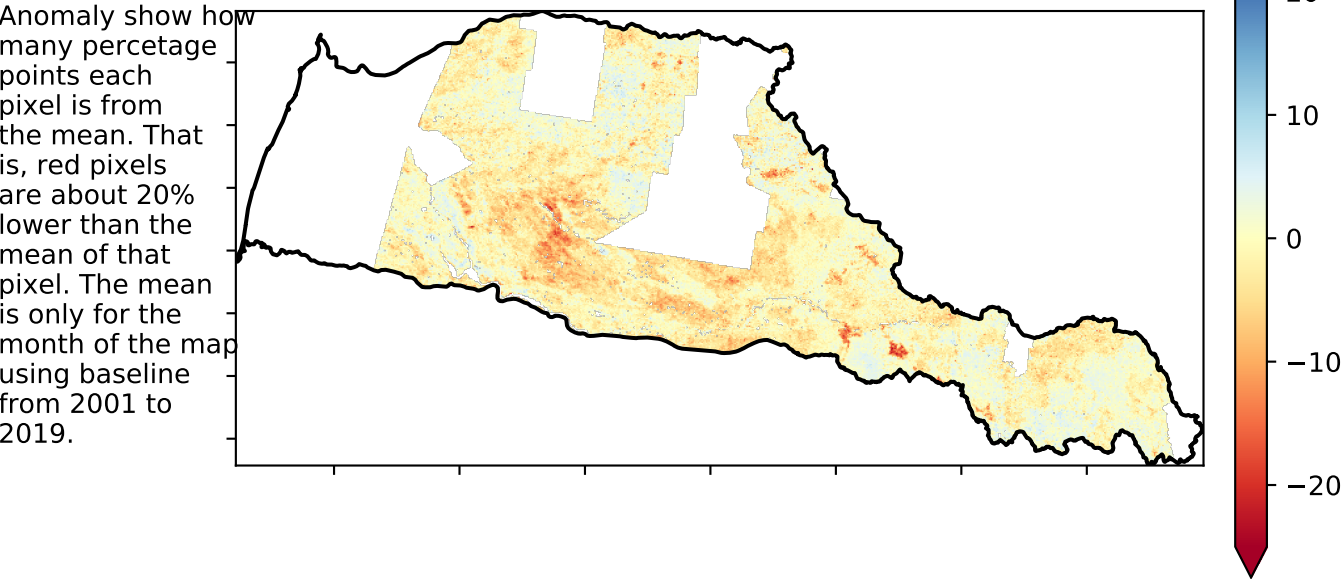 Anomaly show how
many percetage
points each
pixel is from
the mean. That
is, red pixels
are about 20%
lower than the
mean of that
pixel. The mean
is only for the
month of the map
using baseline
from 2001 to
2019.
10
0
−10
−20